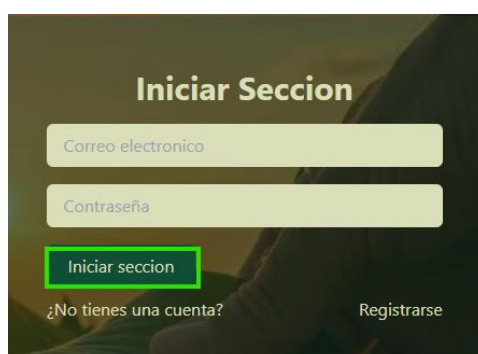 Iniciar Seccion
Correo electronico
Contraseña
Iniciar seccion
¿No tienes una cuenta? Registrarse